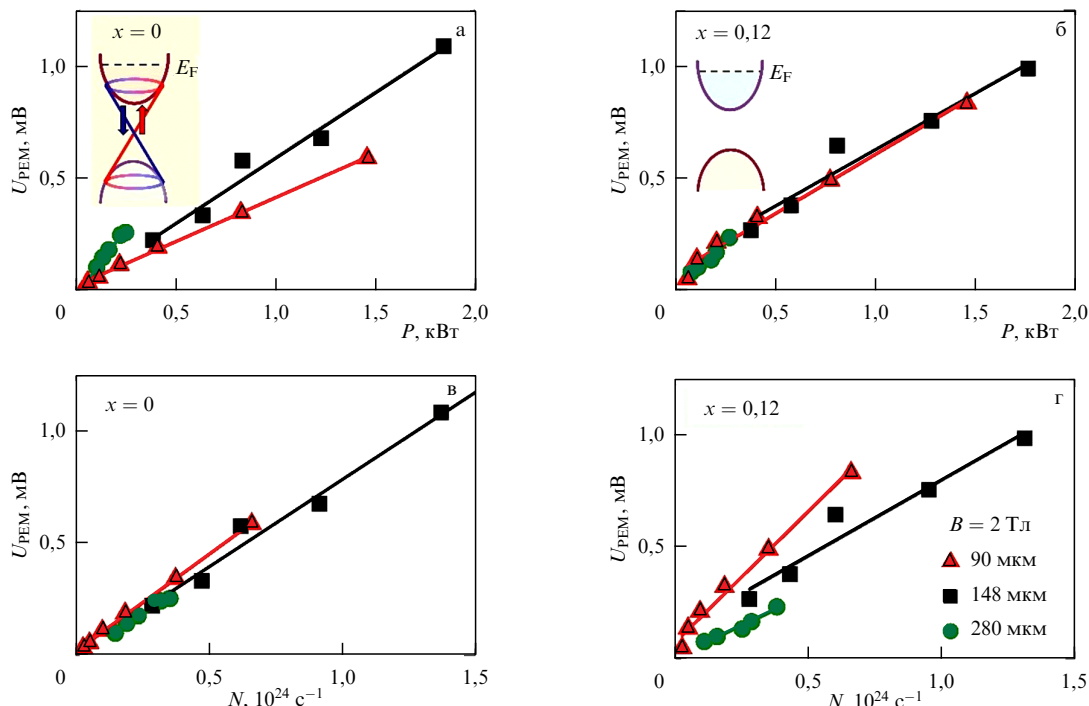 x = 0
а
E_F
U_PEM, мВ
1,0
0,5
0
0,5
1,0
1,5
2,0
P, кВт
x = 0,12
б
E_F
U_PEM, мВ
1,0
0,5
0
0,5
1,0
1,5
2,0
P, кВт
x = 0
в
U_PEM, мВ
1,0
0,5
0
0,5
1,0
1,5
N, 10²⁴ с⁻¹
x = 0,12
г
U_PEM, мВ
1,0
0,5
B = 2 Тл
90 мкм
148 мкм
280 мкм
0
0,5
1,0
1,5
N, 10²⁴ с⁻¹